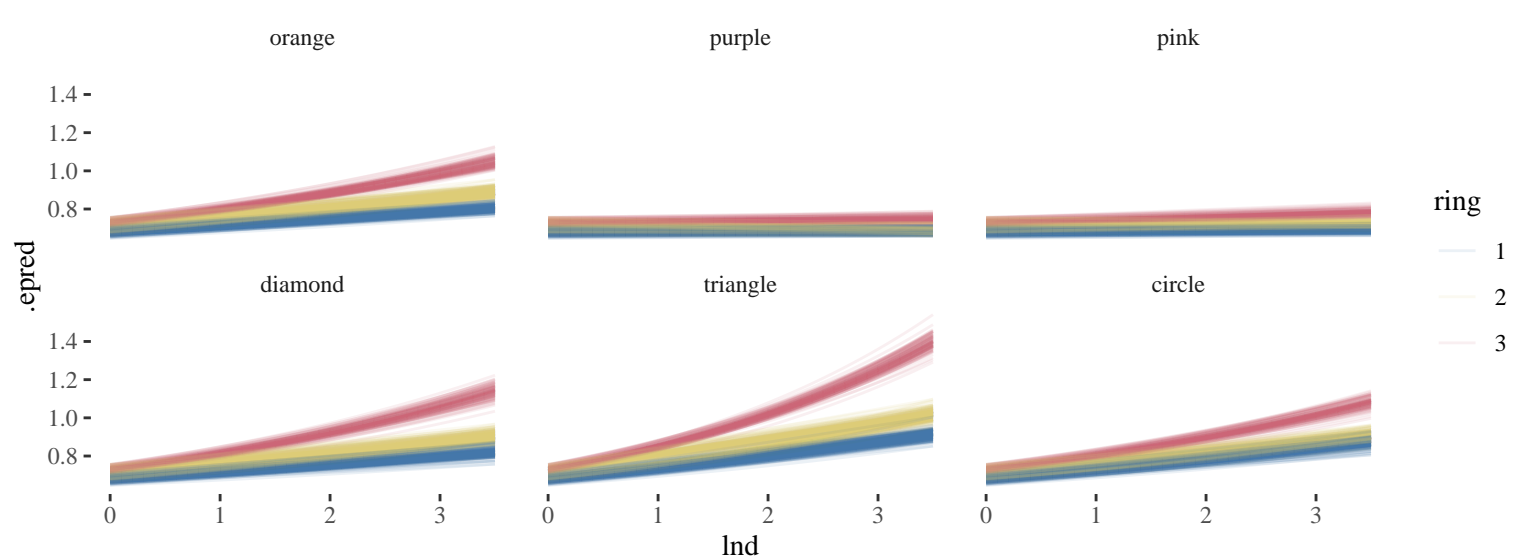 orange purple pink
1.4
1.2
1.0
0.8
ring
1
2
3
.epred
diamond triangle circle
1.4
1.2
1.0
0.8
0 1 2 3 0 1 2 3 0 1 2 3
lnd